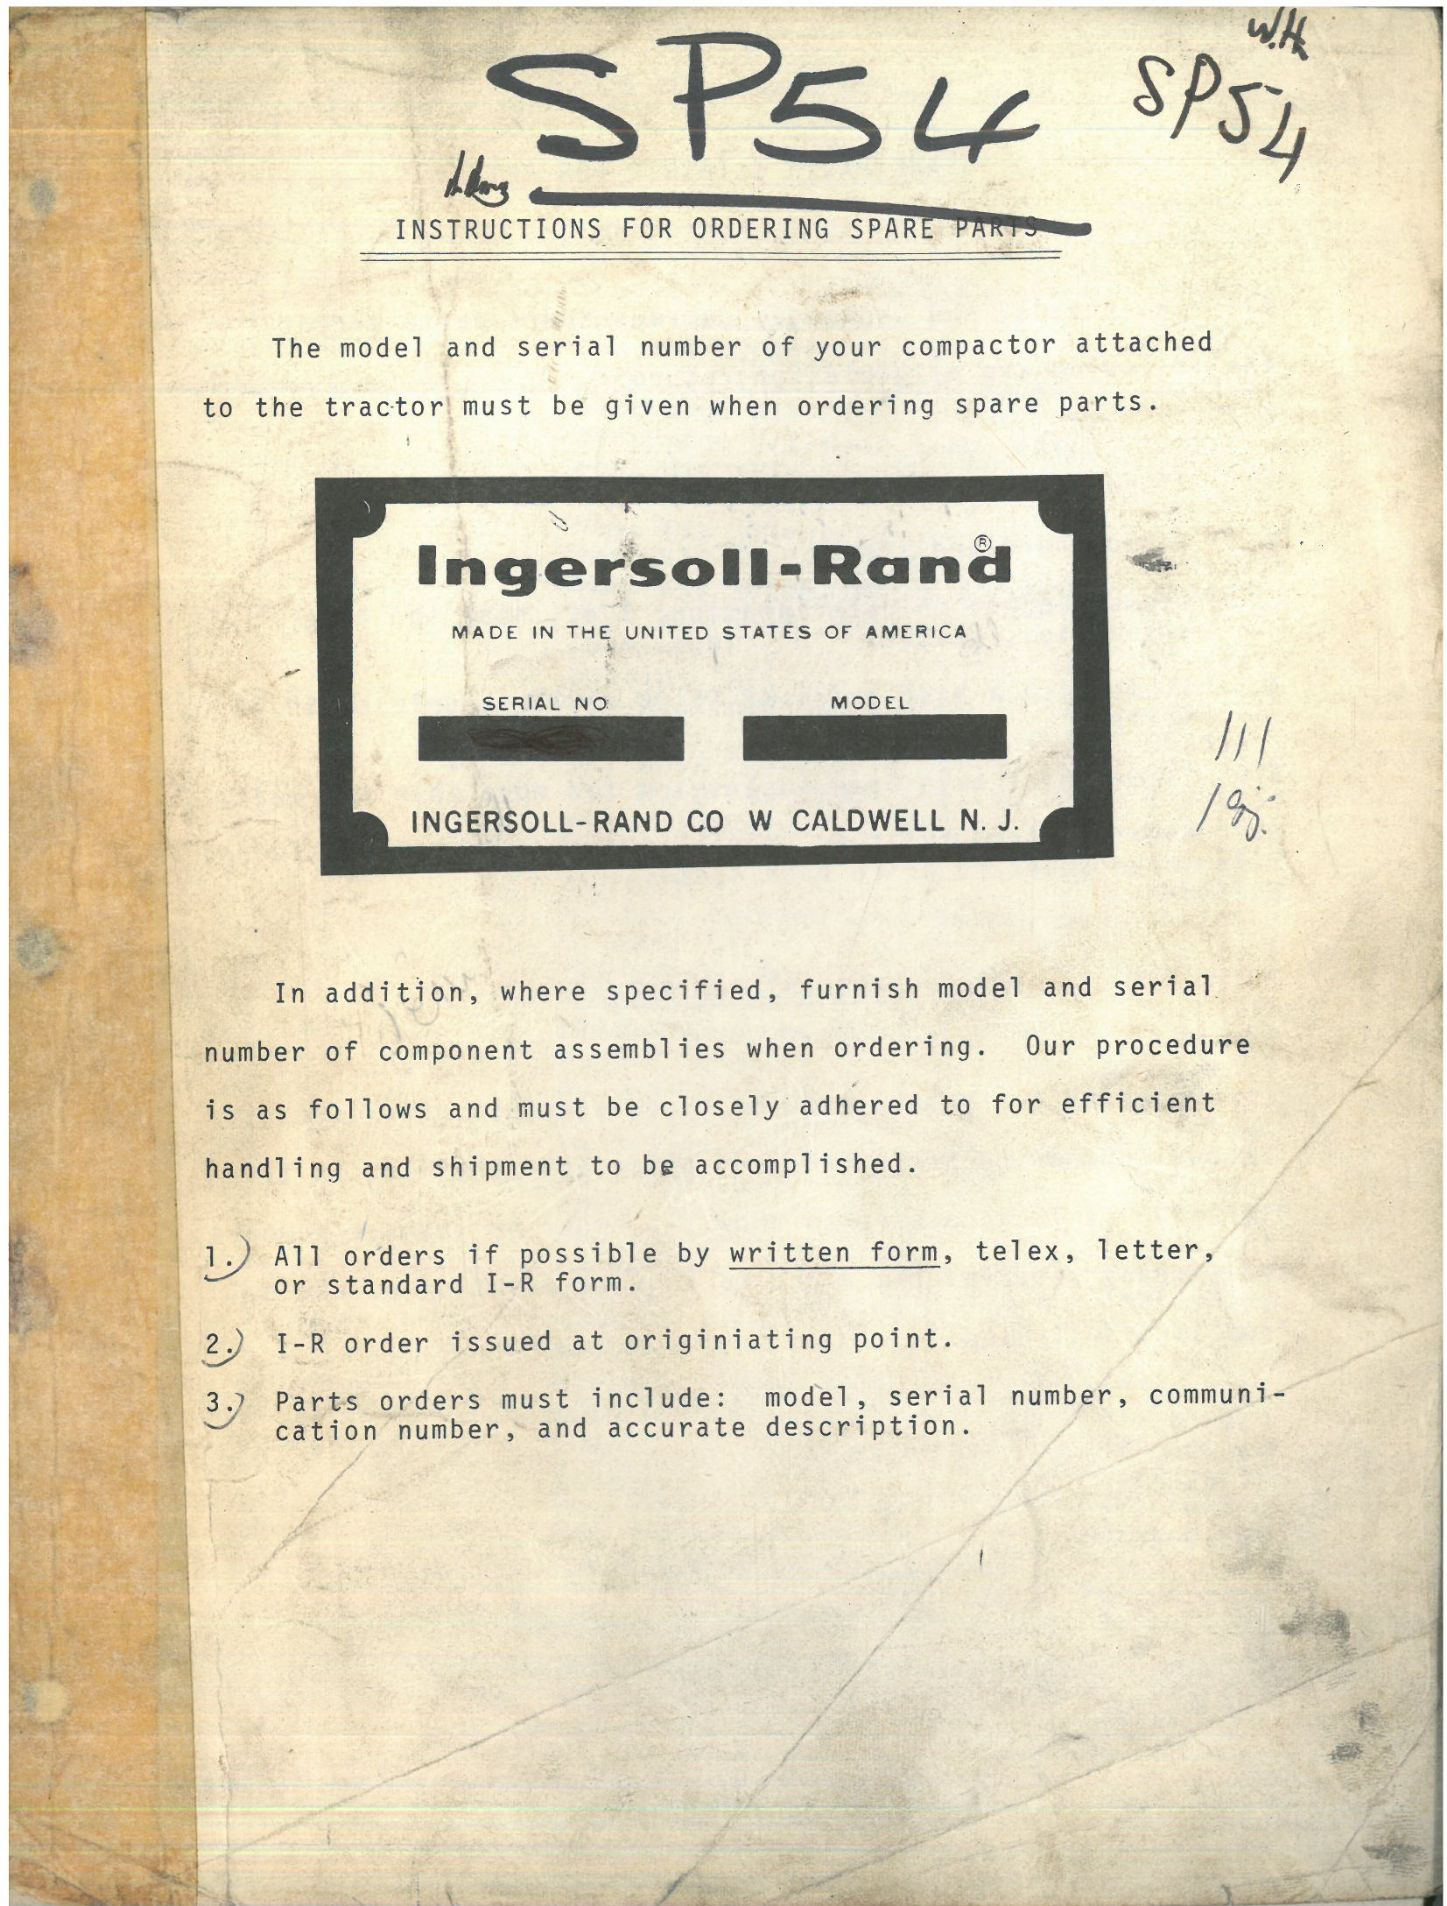 W.H.
SP54
SP54
INSTRUCTIONS FOR ORDERING SPARE PARTS
The model and serial number of your compactor attached
to the tractor must be given when ordering spare parts.
Ingersoll-Rand®
MADE IN THE UNITED STATES OF AMERICA
SERIAL NO
MODEL
INGERSOLL-RAND CO W CALDWELL N. J.
111
In addition, where specified, furnish model and serial
number of component assemblies when ordering. Our procedure
is as follows and must be closely adhered to for efficient
handling and shipment to be accomplished.
1.) All orders if possible by written form, telex, letter,
or standard I-R form.
2.) I-R order issued at originiating point.
3.) Parts orders must include: model, serial number, communi-
cation number, and accurate description.